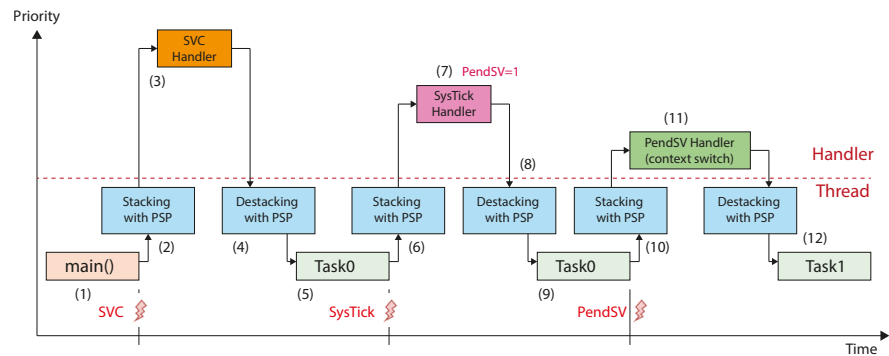 Priority
SVC
Handler
(3)
(7) PendSV=1
SysTick
Handler
(11)
PendSV Handler
(context switch)
Handler
(8)
Thread
Stacking
with PSP
Destacking
with PSP
Stacking
with PSP
Destacking
with PSP
Stacking
with PSP
Destacking
with PSP
(2)
(4)
(6)
(10)
(12)
main()
Task0
Task0
Task1
(1)
(5)
(9)
SVC
SysTick
PendSV
Time